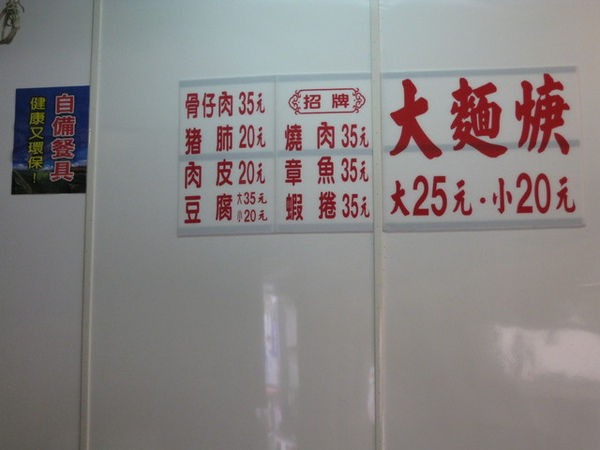 自備餐具
健康又環保！
骨仔肉35元
猪肺20元
肉皮20元
豆腐大35元小20元
招牌
燒肉35元
章魚35元
蝦捲35元
大麵焿
大25元·小20元